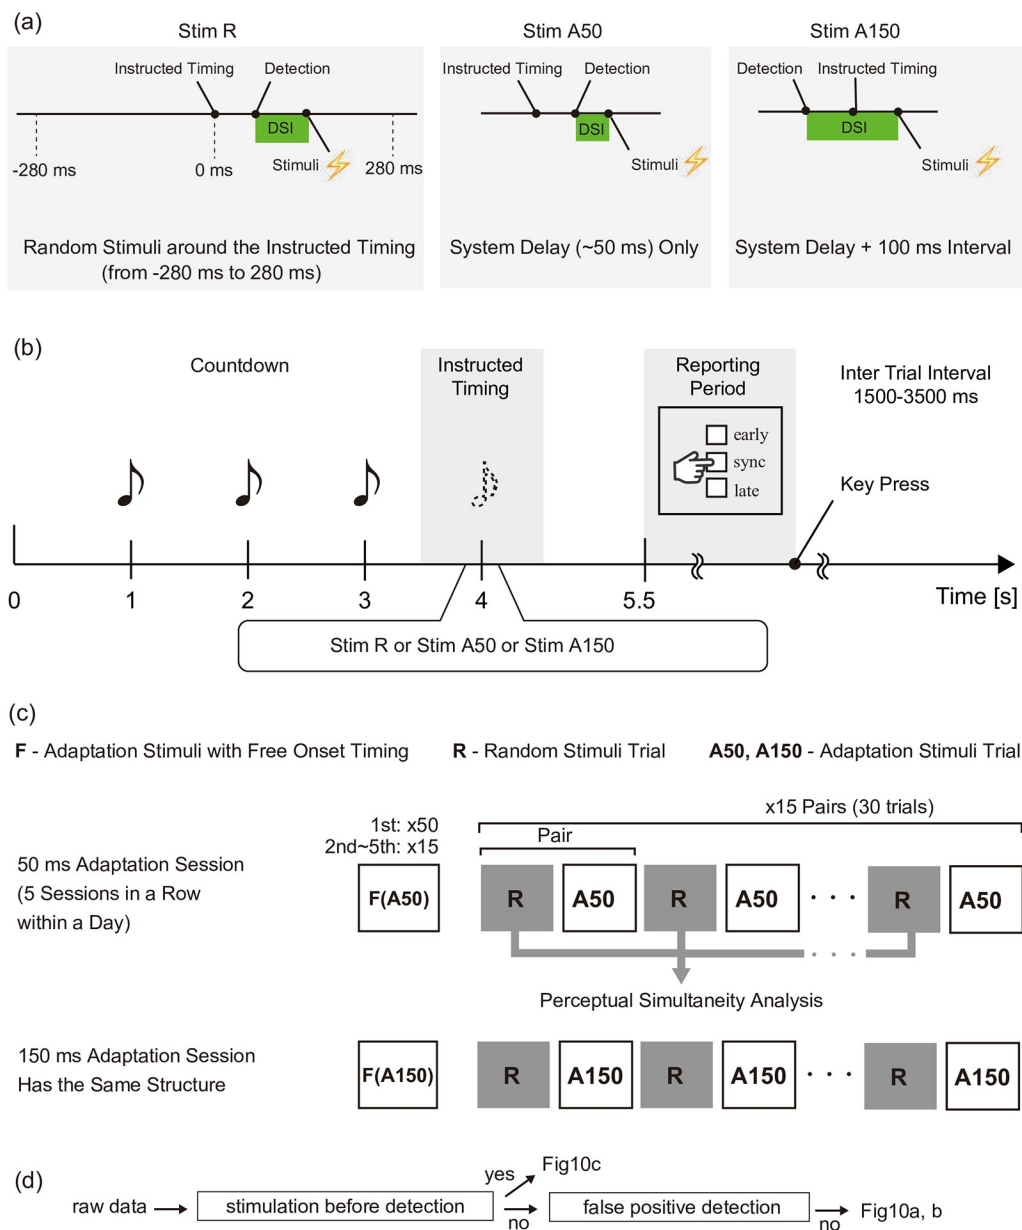 (a)
Stim R
Stim A50
Stim A150
Instructed Timing
Detection
Instructed Timing
Detection
Detection
Instructed Timing
DSI
DSI
DSI
-280 ms
0 ms
Stimuli
280 ms
Stimuli
Stimuli
Random Stimuli around the Instructed Timing
(from -280 ms to 280 ms)
System Delay (~50 ms) Only
System Delay + 100 ms Interval
(b)
Countdown
Instructed
Timing
Reporting
Period
Inter Trial Interval
1500-3500 ms
early
sync
late
Key Press
0
1
2
3
4
5.5
Time [s]
Stim R or Stim A50 or Stim A150
(c)
F - Adaptation Stimuli with Free Onset Timing
R - Random Stimuli Trial
A50, A150 - Adaptation Stimuli Trial
x15 Pairs (30 trials)
1st: x50
2nd~5th: x15
Pair
50 ms Adaptation Session
(5 Sessions in a Row
within a Day)
F(A50)
R
A50
R
A50
· · ·
R
A50
Perceptual Simultaneity Analysis
150 ms Adaptation Session
Has the Same Structure
F(A150)
R
A150
R
A150
· · ·
R
A150
(d)
raw data
stimulation before detection
yes
Fig10c
no
false positive detection
no
Fig10a, b